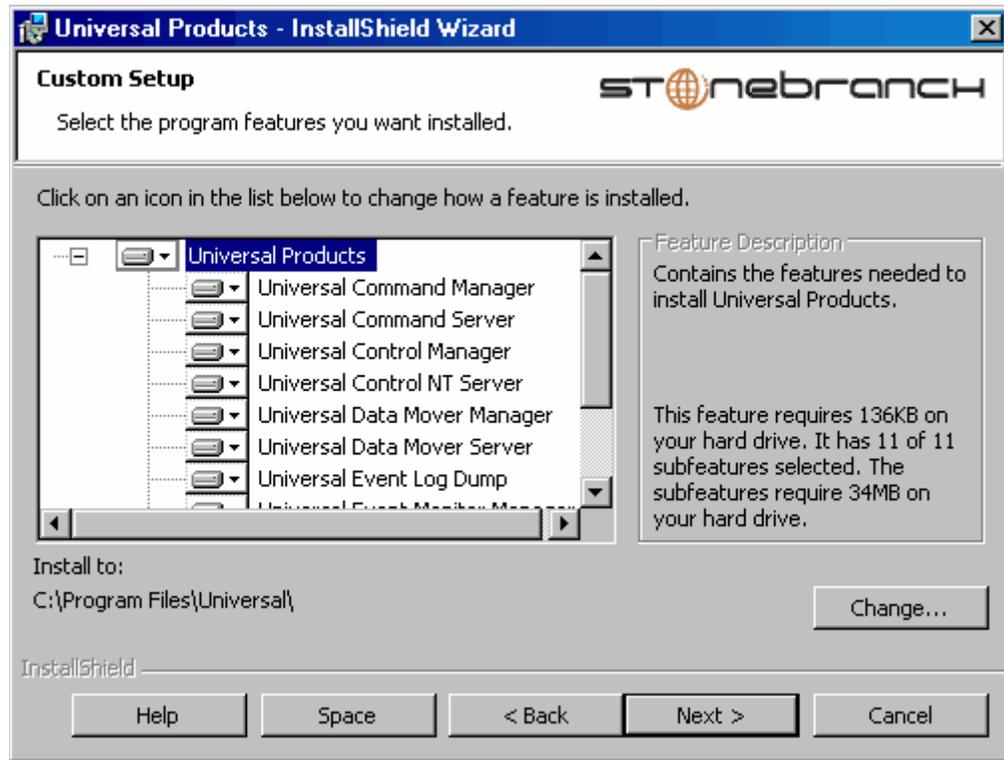 Universal Products - InstallShield Wizard
Custom Setup
STONEBRANCH
Select the program features you want installed.
Click on an icon in the list below to change how a feature is installed.
Universal Products
Universal Command Manager
Universal Command Server
Universal Control Manager
Universal Control NT Server
Universal Data Mover Manager
Universal Data Mover Server
Universal Event Log Dump
Universal Event Monitor Manager
Feature Description
Contains the features needed to
install Universal Products.
This feature requires 136KB on
your hard drive. It has 11 of 11
subfeatures selected. The
subfeatures require 34MB on
your hard drive.
Install to:
C:\Program Files\Universal\
Change...
InstallShield
Help
Space
< Back
Next >
Cancel